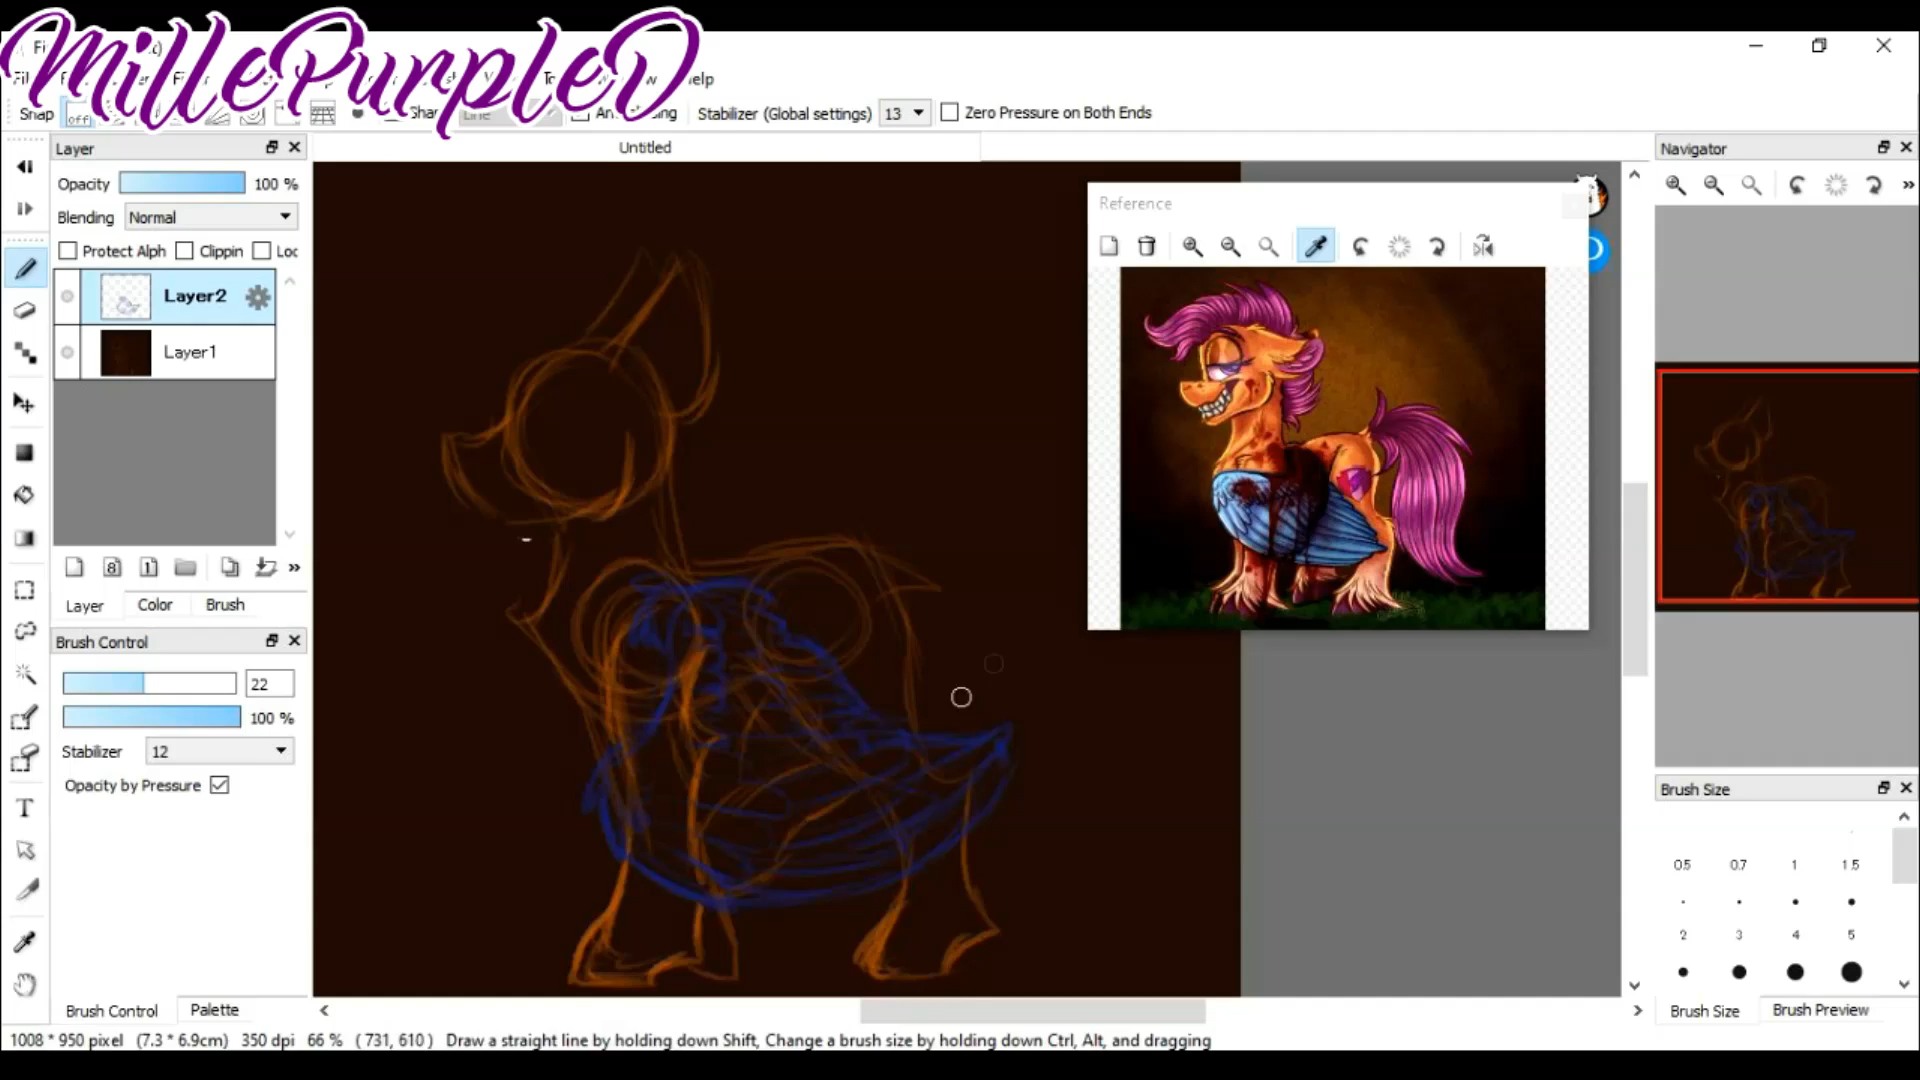 MillePurpleD
elp
Snap off Line Stabilizer (Global settings) 13 Zero Pressure on Both Ends
Layer Untitled Navigator
Opacity 100 %
Blending Normal
Protect Alph Clippin Loc
Layer2
Layer1
Reference
Layer Color Brush
Brush Control
22
100 %
Stabilizer 12
Opacity by Pressure
Brush Size
0.5 0.7 1 1.5
2 3 4 5
Brush Control Palette
Brush Size Brush Preview
1008 * 950 pixel (7.3 * 6.9cm) 350 dpi 66 % ( 731, 610 ) Draw a straight line by holding down Shift, Change a brush size by holding down Ctrl, Alt, and dragging